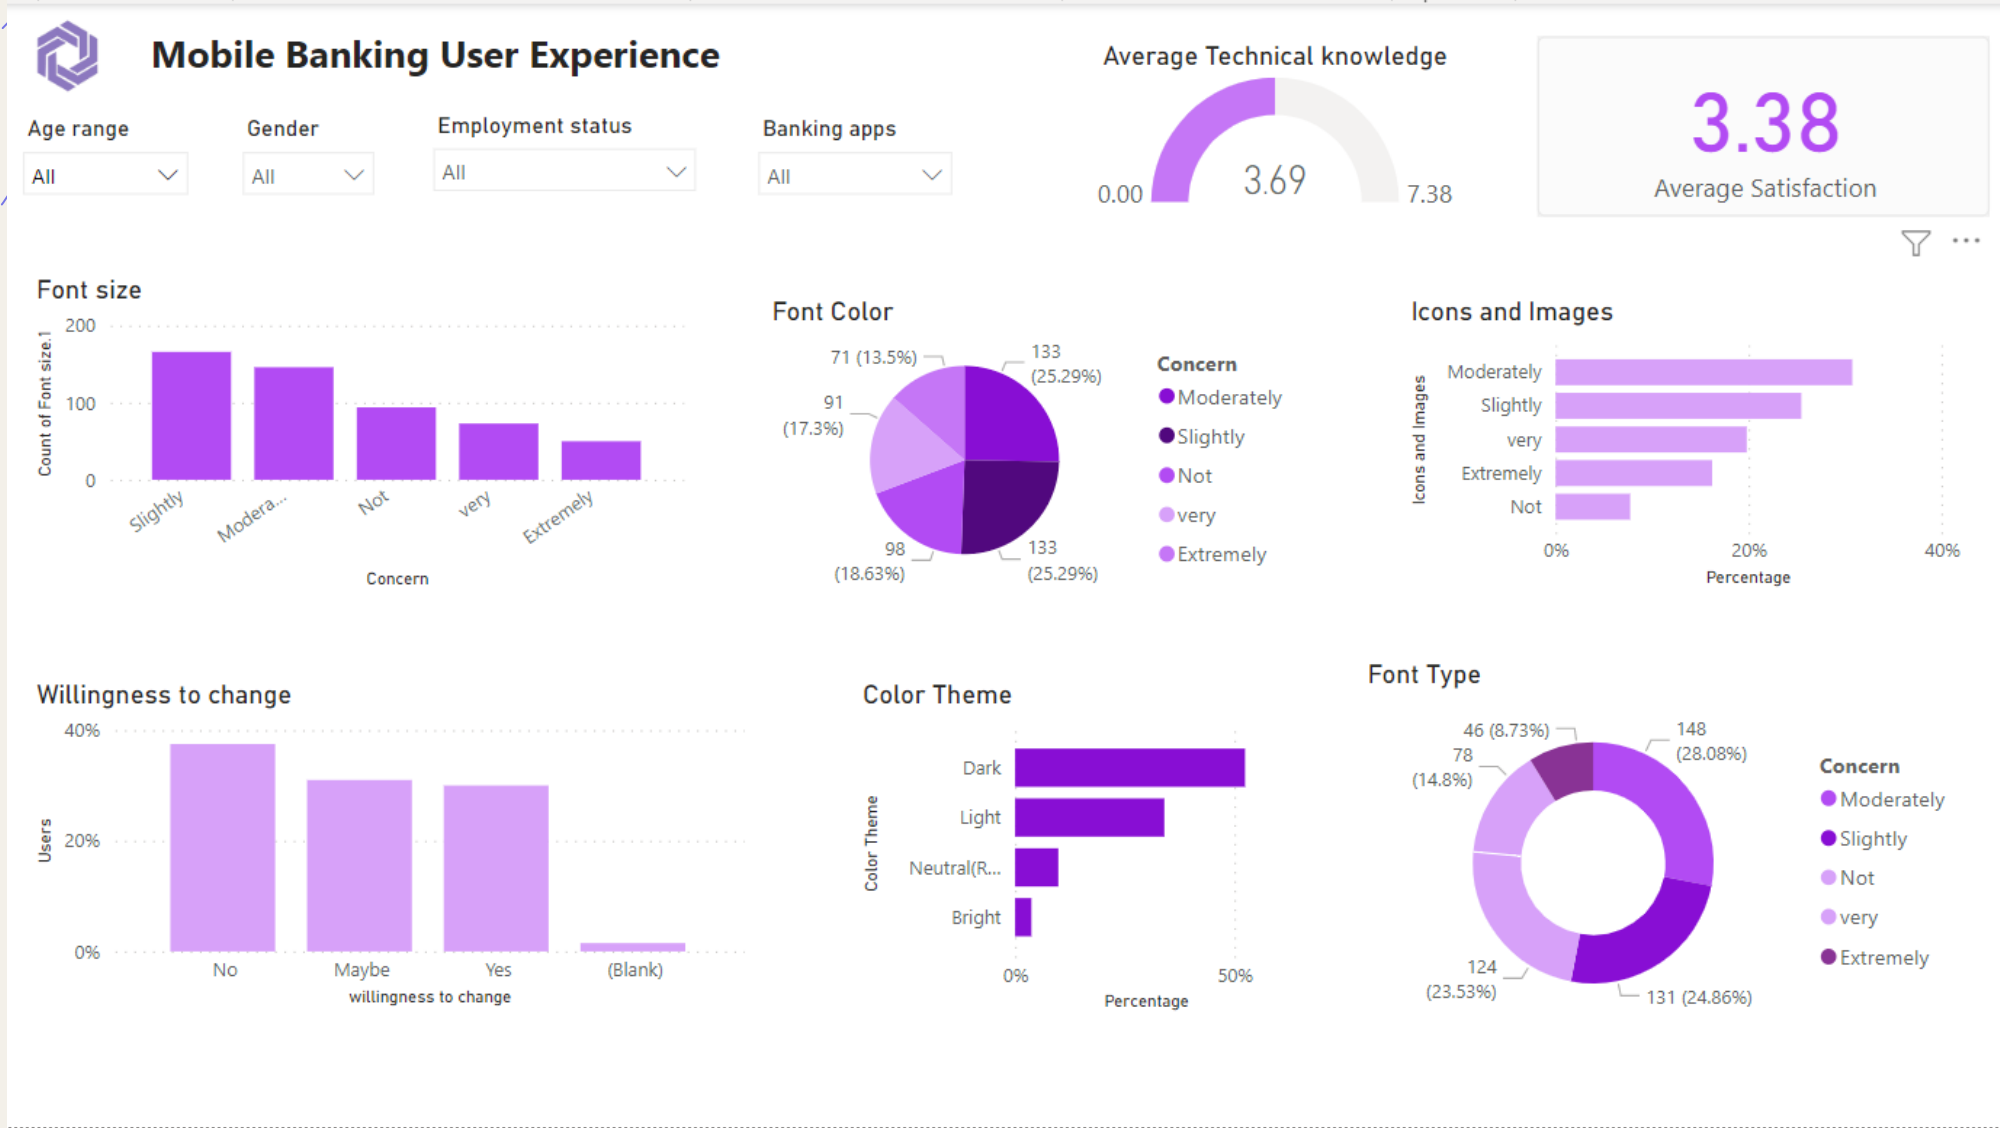 Mobile Banking User Experience
Age range
All
Gender
All
Employment status
All
Banking apps
All
Average Technical knowledge
0.00
3.69
7.38
3.38
Average Satisfaction
Font size
Count of Font size.1
200
100
0
Slightly
Modera...
Not
very
Extremely
Concern
Font Color
71 (13.5%)
133
(25.29%)
91
(17.3%)
98
(18.63%)
133
(25.29%)
Concern
Moderately
Slightly
Not
very
Extremely
Icons and Images
Icons and Images
Moderately
Slightly
very
Extremely
Not
0%
20%
40%
Percentage
Willingness to change
Users
40%
20%
0%
No
Maybe
Yes
(Blank)
willingness to change
Color Theme
Color Theme
Dark
Light
Neutral(R...
Bright
0%
50%
Percentage
Font Type
46 (8.73%)
148
(28.08%)
78
(14.8%)
124
(23.53%)
131 (24.86%)
Concern
Moderately
Slightly
Not
very
Extremely